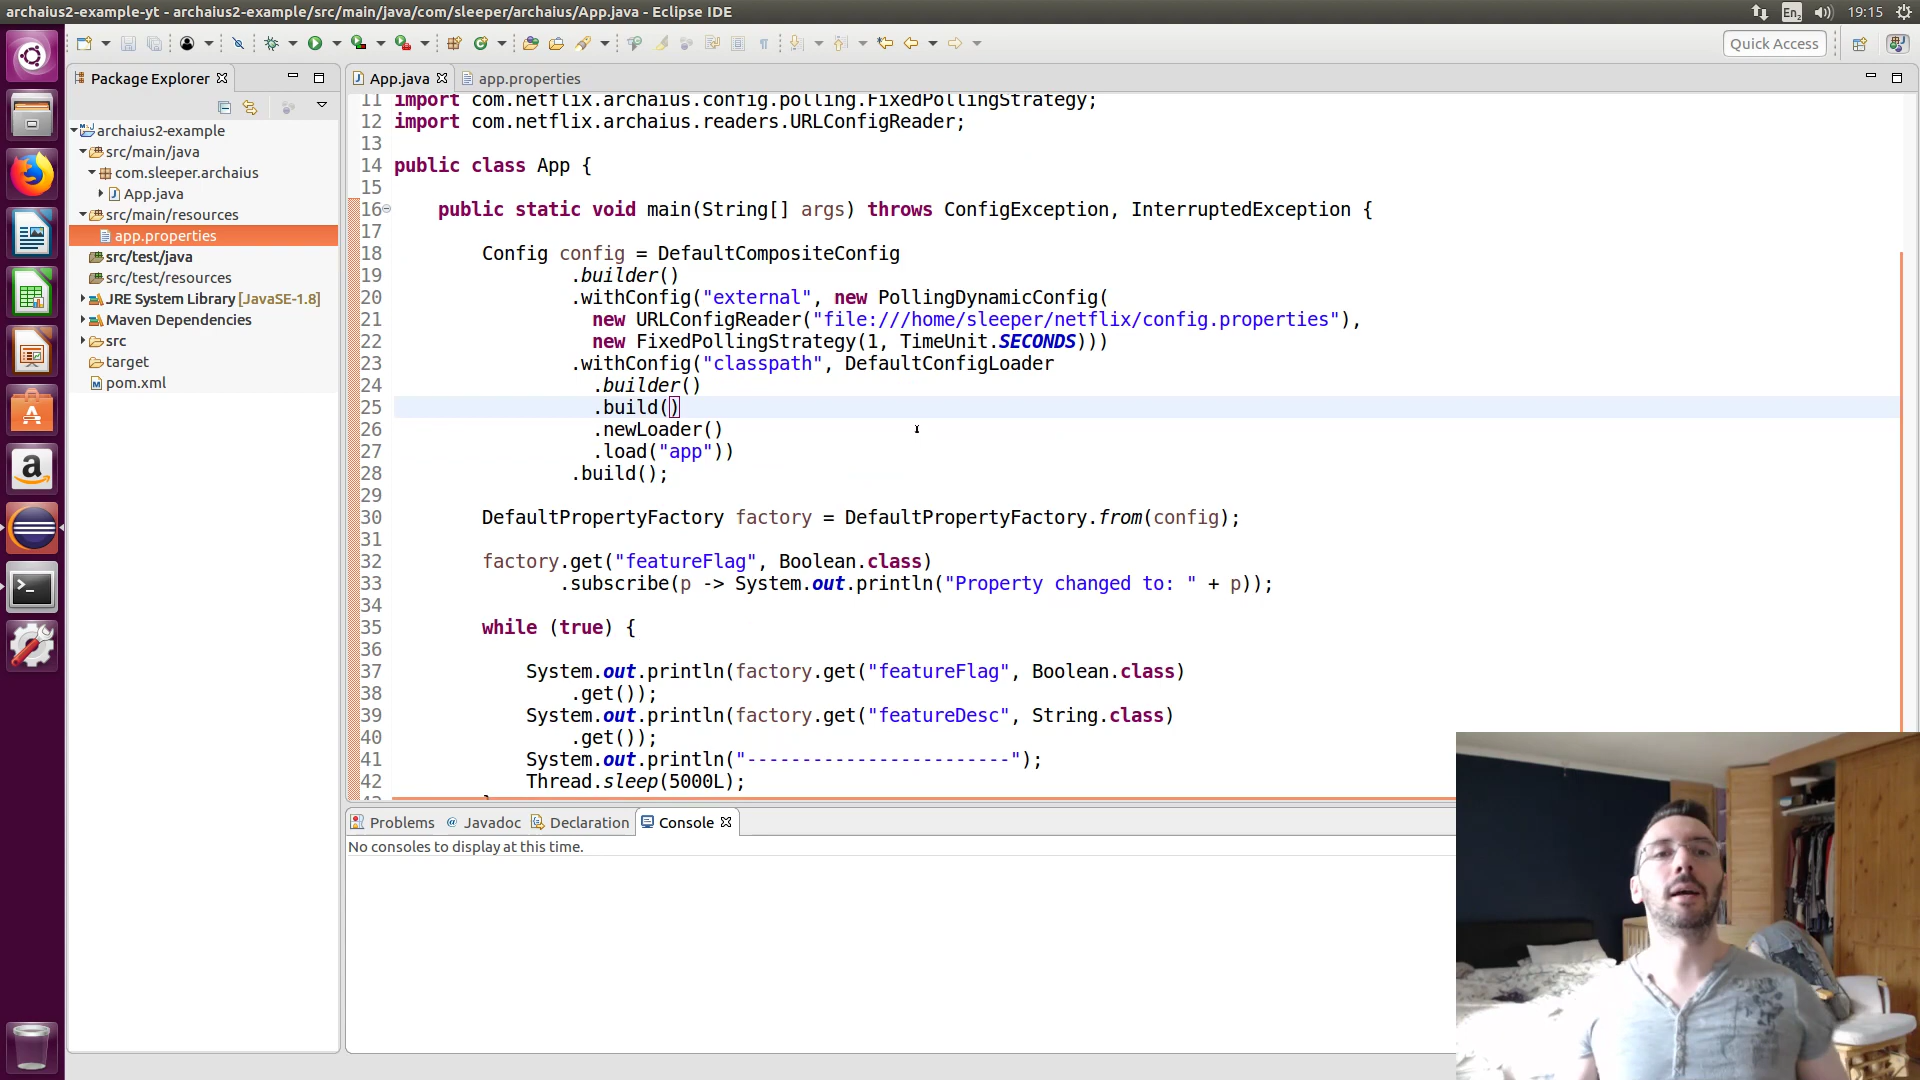 archaius2-example-yt - archaius2-example/src/main/java/com/sleeper/archaius/App.java - Eclipse IDE
En2
19:15
Quick Access
Package Explorer
archaius2-example
src/main/java
com.sleeper.archaius
App.java
src/main/resources
app.properties
src/test/java
src/test/resources
JRE System Library [JavaSE-1.8]
Maven Dependencies
src
target
pom.xml
App.java
app.properties
11 import com.netflix.archaius.config.polling.FixedPollingStrategy;
12 import com.netflix.archaius.readers.URLConfigReader;
13
14 public class App {
15
16 public static void main(String[] args) throws ConfigException, InterruptedException {
17
18 Config config = DefaultCompositeConfig
19 .builder()
20 .withConfig("external", new PollingDynamicConfig(
21 new URLConfigReader("file:///home/sleeper/netflix/config.properties"),
22 new FixedPollingStrategy(1, TimeUnit.SECONDS)))
23 .withConfig("classpath", DefaultConfigLoader
24 .builder()
25 .build()
26 .newLoader()
27 .load("app"))
28 .build();
29
30 DefaultPropertyFactory factory = DefaultPropertyFactory.from(config);
31
32 factory.get("featureFlag", Boolean.class)
33 .subscribe(p -> System.out.println("Property changed to: " + p));
34
35 while (true) {
36
37 System.out.println(factory.get("featureFlag", Boolean.class)
38 .get());
39 System.out.println(factory.get("featureDesc", String.class)
40 .get());
41 System.out.println("------------------------");
42 Thread.sleep(5000L);
Problems
Javadoc
Declaration
Console
No consoles to display at this time.